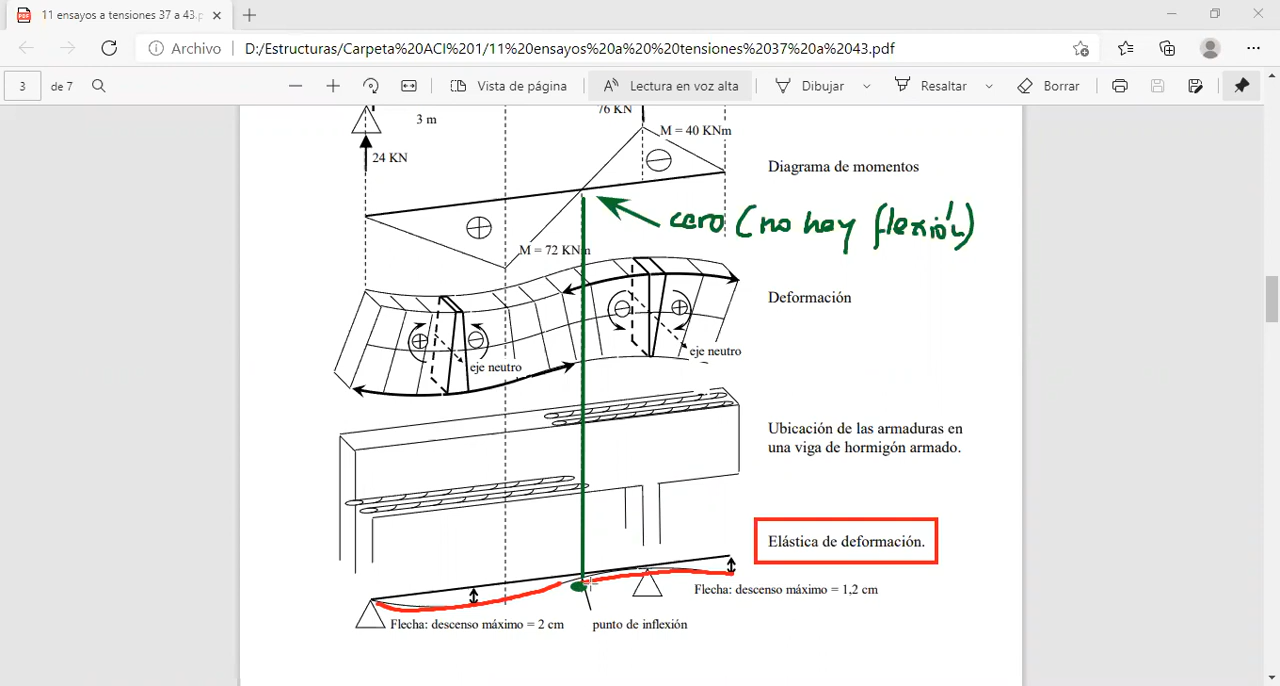 11 ensayos a tensiones 37 a 43.p
Archivo D:/Estructuras/Carpeta%20ACI%201/11%20ensayos%20a%20%20tensiones%2037%20a%2043.pdf
3 de 7 Vista de página Lectura en voz alta Dibujar Resaltar Borrar
76 KN
3 m
M = 40 KNm
24 KN
Diagrama de momentos
cero (no hay flexión)
M = 72 KNm
Deformación
eje neutro
eje neutro
Ubicación de las armaduras en
una viga de hormigón armado.
Elástica de deformación.
Flecha: descenso máximo = 1,2 cm
Flecha: descenso máximo = 2 cm
punto de inflexión